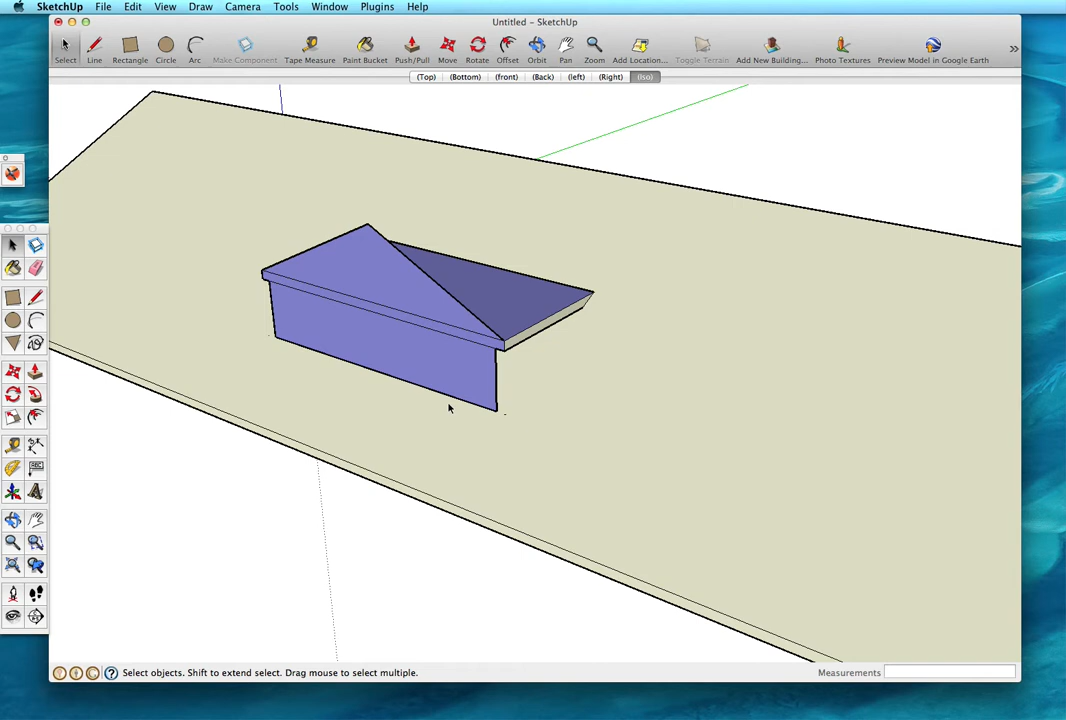 SketchUp File Edit View Draw Camera Tools Window Plugins Help
Untitled – SketchUp
Select Line Rectangle Circle Arc Make Component Tape Measure Paint Bucket Push/Pull Move Rotate Offset Orbit Pan Zoom Add Location... Toggle Terrain Add New Building... Photo Textures Preview Model in Google Earth
(Top) (Bottom) (front) (Back) (left) (Right) (Iso)
ABC
Select objects. Shift to extend select. Drag mouse to select multiple. Measurements